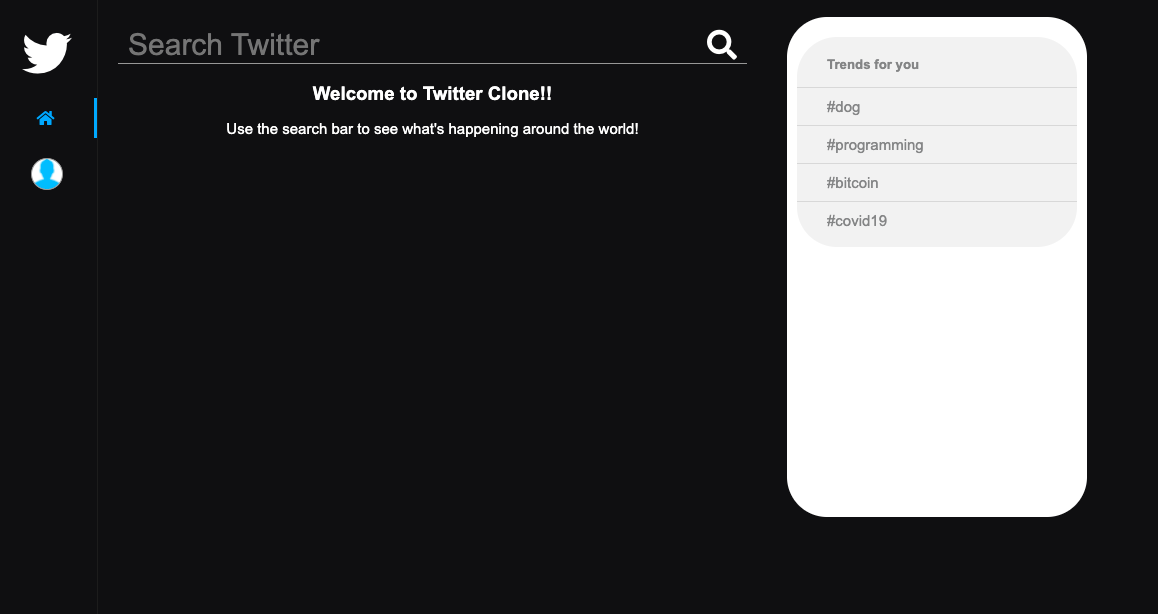 Search Twitter
Welcome to Twitter Clone!!
Use the search bar to see what's happening around the world!
Trends for you
#dog
#programming
#bitcoin
#covid19